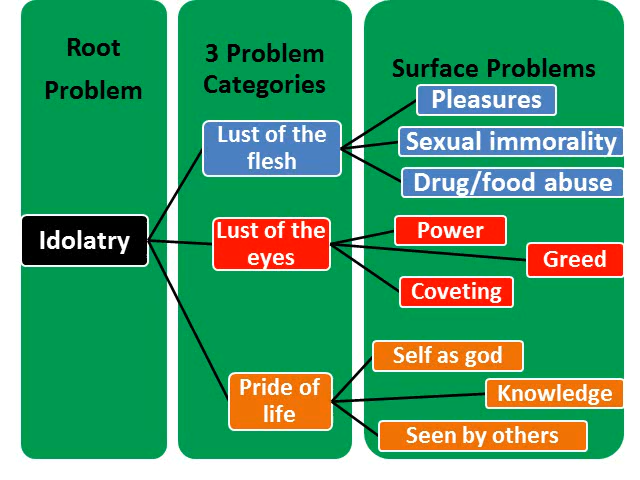 Root
Problem
3 Problem
Categories
Surface Problems
Idolatry
Lust of the
flesh
Pleasures
Sexual immorality
Drug/food abuse
Lust of the
eyes
Power
Greed
Coveting
Pride of
life
Self as god
Knowledge
Seen by others